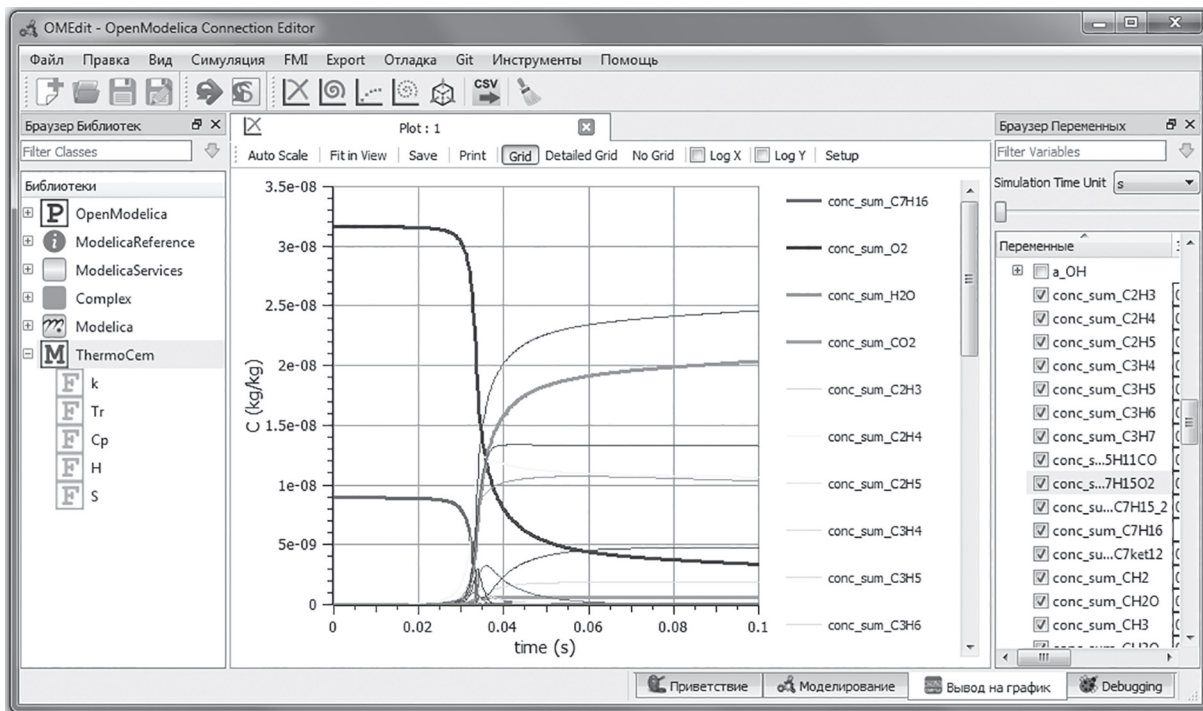 OMEdit - OpenModelica Connection Editor
Файл Правка Вид Симуляция FMI Export Отладка Git Инструменты Помощь
CSV
Браузер Библиотек
Filter Classes
Библиотеки
P OpenModelica
i ModelicaReference
ModelicaServices
Complex
Modelica
M ThermoCem
F k
F Tr
F Cp
F H
F S
Plot : 1
Auto Scale Fit in View Save Print Grid Detailed Grid No Grid Log X Log Y Setup
C (kg/kg)
3.5e-08
3e-08
2.5e-08
2e-08
1.5e-08
1e-08
5e-09
0
0 0.02 0.04 0.06 0.08 0.1
time (s)
conc_sum_C7H16
conc_sum_O2
conc_sum_H2O
conc_sum_CO2
conc_sum_C2H3
conc_sum_C2H4
conc_sum_C2H5
conc_sum_C3H4
conc_sum_C3H5
conc_sum_C3H6
Браузер Переменных
Filter Variables
Simulation Time Unit s
Переменные
a_OH
conc_sum_C2H3
conc_sum_C2H4
conc_sum_C2H5
conc_sum_C3H4
conc_sum_C3H5
conc_sum_C3H6
conc_sum_C3H7
conc_s...5H11CO
conc_s...7H15O2
conc_su...C7H15_2
conc_sum_C7H16
conc_su...C7ket12
conc_sum_CH2
conc_sum_CH2O
conc_sum_CH3
Приветствие Моделирование Вывод на график Debugging